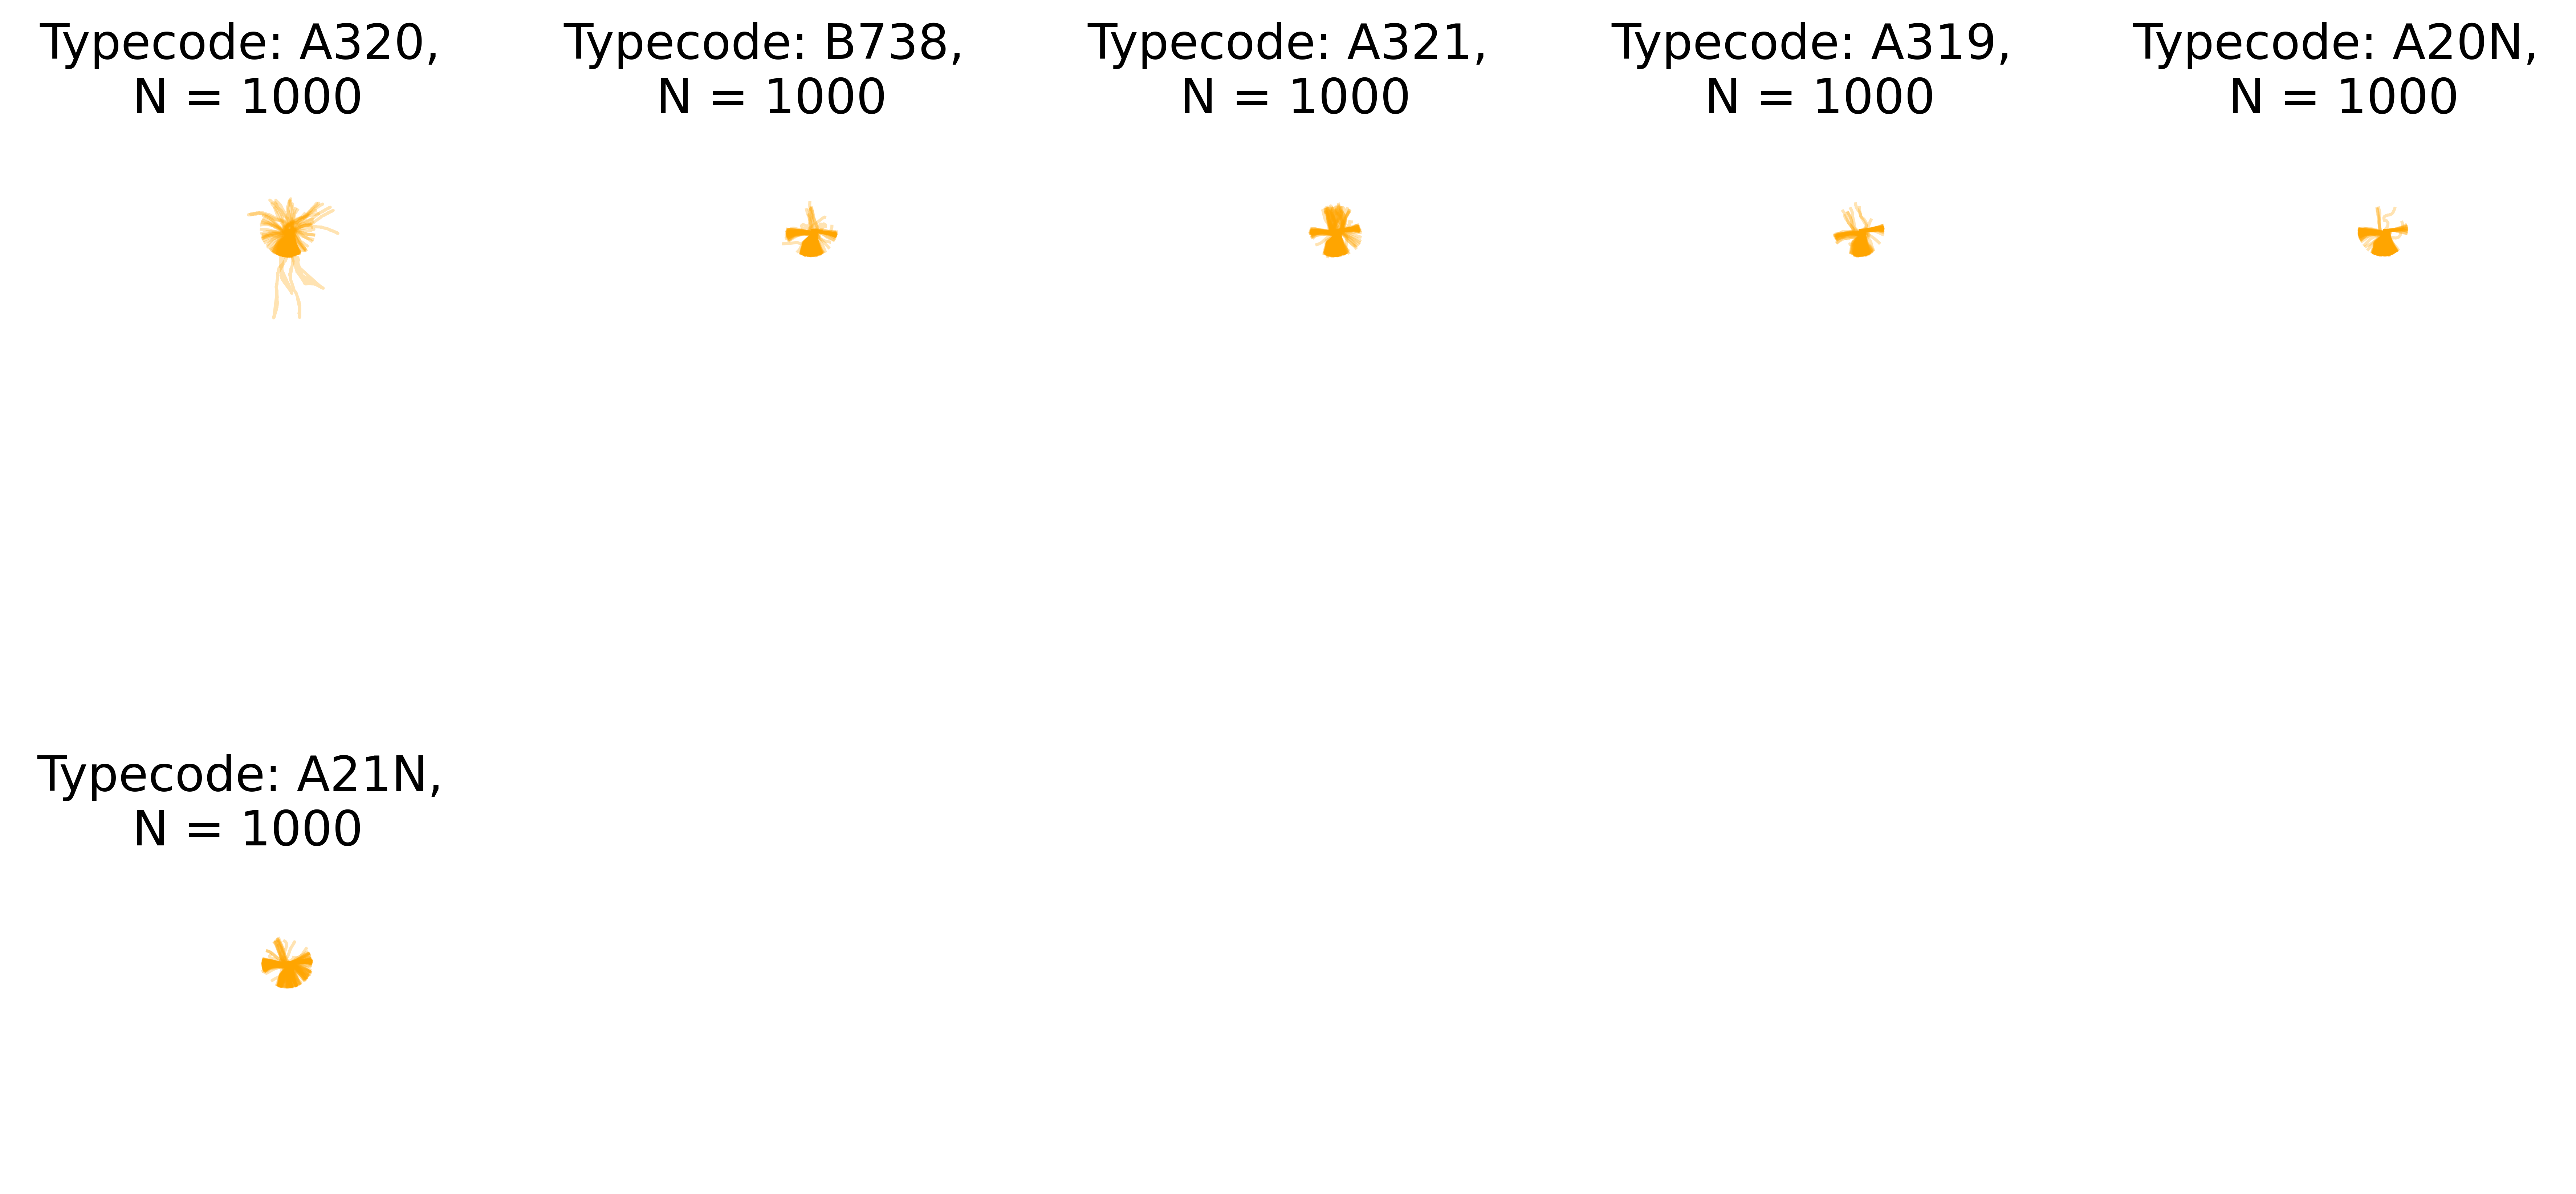 Typecode: A320,
N = 1000
Typecode: B738,
N = 1000
Typecode: A321,
N = 1000
Typecode: A319,
N = 1000
Typecode: A20N,
N = 1000
Typecode: A21N,
N = 1000